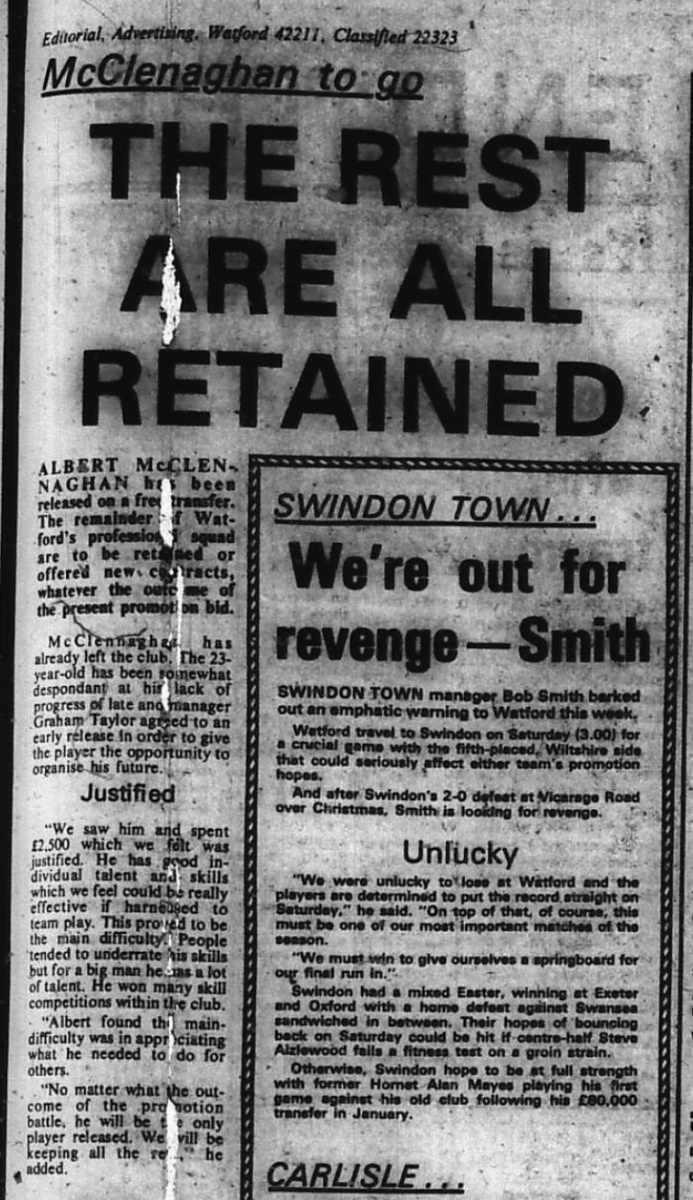 Editorial, Advertising, Watford 42211, Classified 22323
McClenaghan to go
THE REST
ARE ALL
RETAINED
ALBERT McCLEN-
NAGHAN has been
released on a free transfer.
The remainder of Wat-
ford's professional squad
are to be retained or
offered new contracts,
whatever the outcome of
the present promotion bid.
McClennaghan has
already left the club. The 23-
year-old has been somewhat
despondant at his lack of
progress of late and manager
Graham Taylor agreed to an
early release in order to give
the player the opportunity to
organise his future.
Justified
"We saw him and spent
£2,500 which we felt was
justified. He has good in-
dividual talent and skills
which we feel could be really
effective if harnessed to
team play. This proved to be
the main difficulty. People
tended to underrate his skills
but for a big man he has a lot
of talent. He won many skill
competitions within the club.
"Albert found the main-
difficulty was in appreciating
what he needed to do for
others.
"No matter what the out-
come of the promotion
battle, he will be the only
player released. We will be
keeping all the rest," he
added.
SWINDON TOWN...
We're out for
revenge — Smith
SWINDON TOWN manager Bob Smith barked
out an emphatic warning to Watford this week.
Watford travel to Swindon on Saturday (3.00) for
a crucial game with the fifth-placed, Wiltshire side
that could seriously affect either team's promotion
hopes.
And after Swindon's 2-0 defeat at Vicarage Road
over Christmas, Smith is looking for revenge.
Unlucky
"We were unlucky to lose at Watford and the
players are determined to put the record straight on
Saturday," he said. "On top of that, of course, this
must be one of our most important matches of the
season.
"We must win to give ourselves a springboard for
our final run in."
Swindon had a mixed Easter, winning at Exeter
and Oxford with a home defeat against Swansea
sandwiched in between. Their hopes of bouncing
back on Saturday could be hit if centre-half Steve
Aizlewood fails a fitness test on a groin strain.
Otherwise, Swindon hope to be at full strength
with former Hornet Alan Mayes playing his first
game against his old club following his £80,000
transfer in January.
CARLISLE...